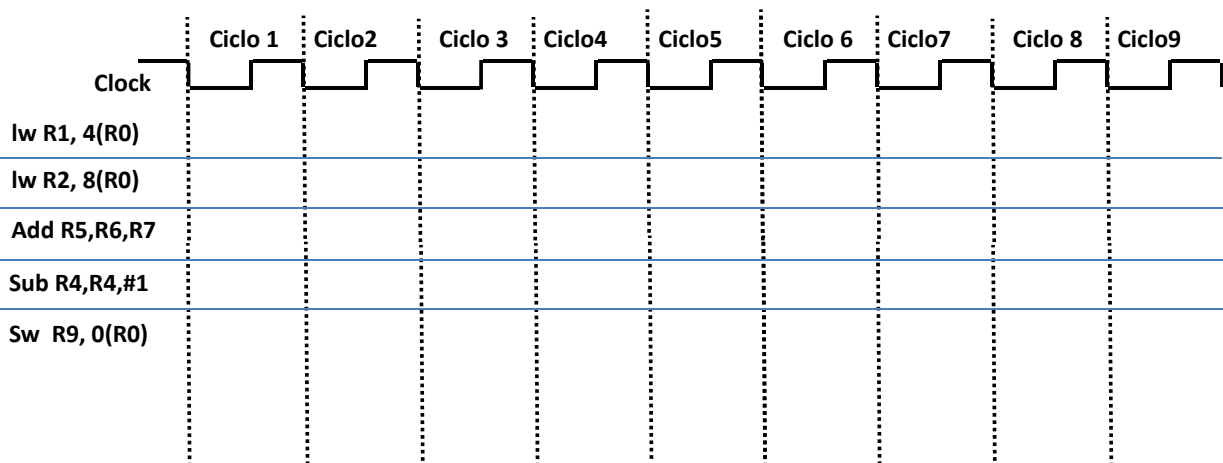 Ciclo 1 Ciclo2 Ciclo 3 Ciclo4 Ciclo5 Ciclo 6 Ciclo7 Ciclo 8 Ciclo9
Clock
lw R1, 4(R0)
lw R2, 8(R0)
Add R5,R6,R7
Sub R4,R4,#1
Sw R9, 0(R0)